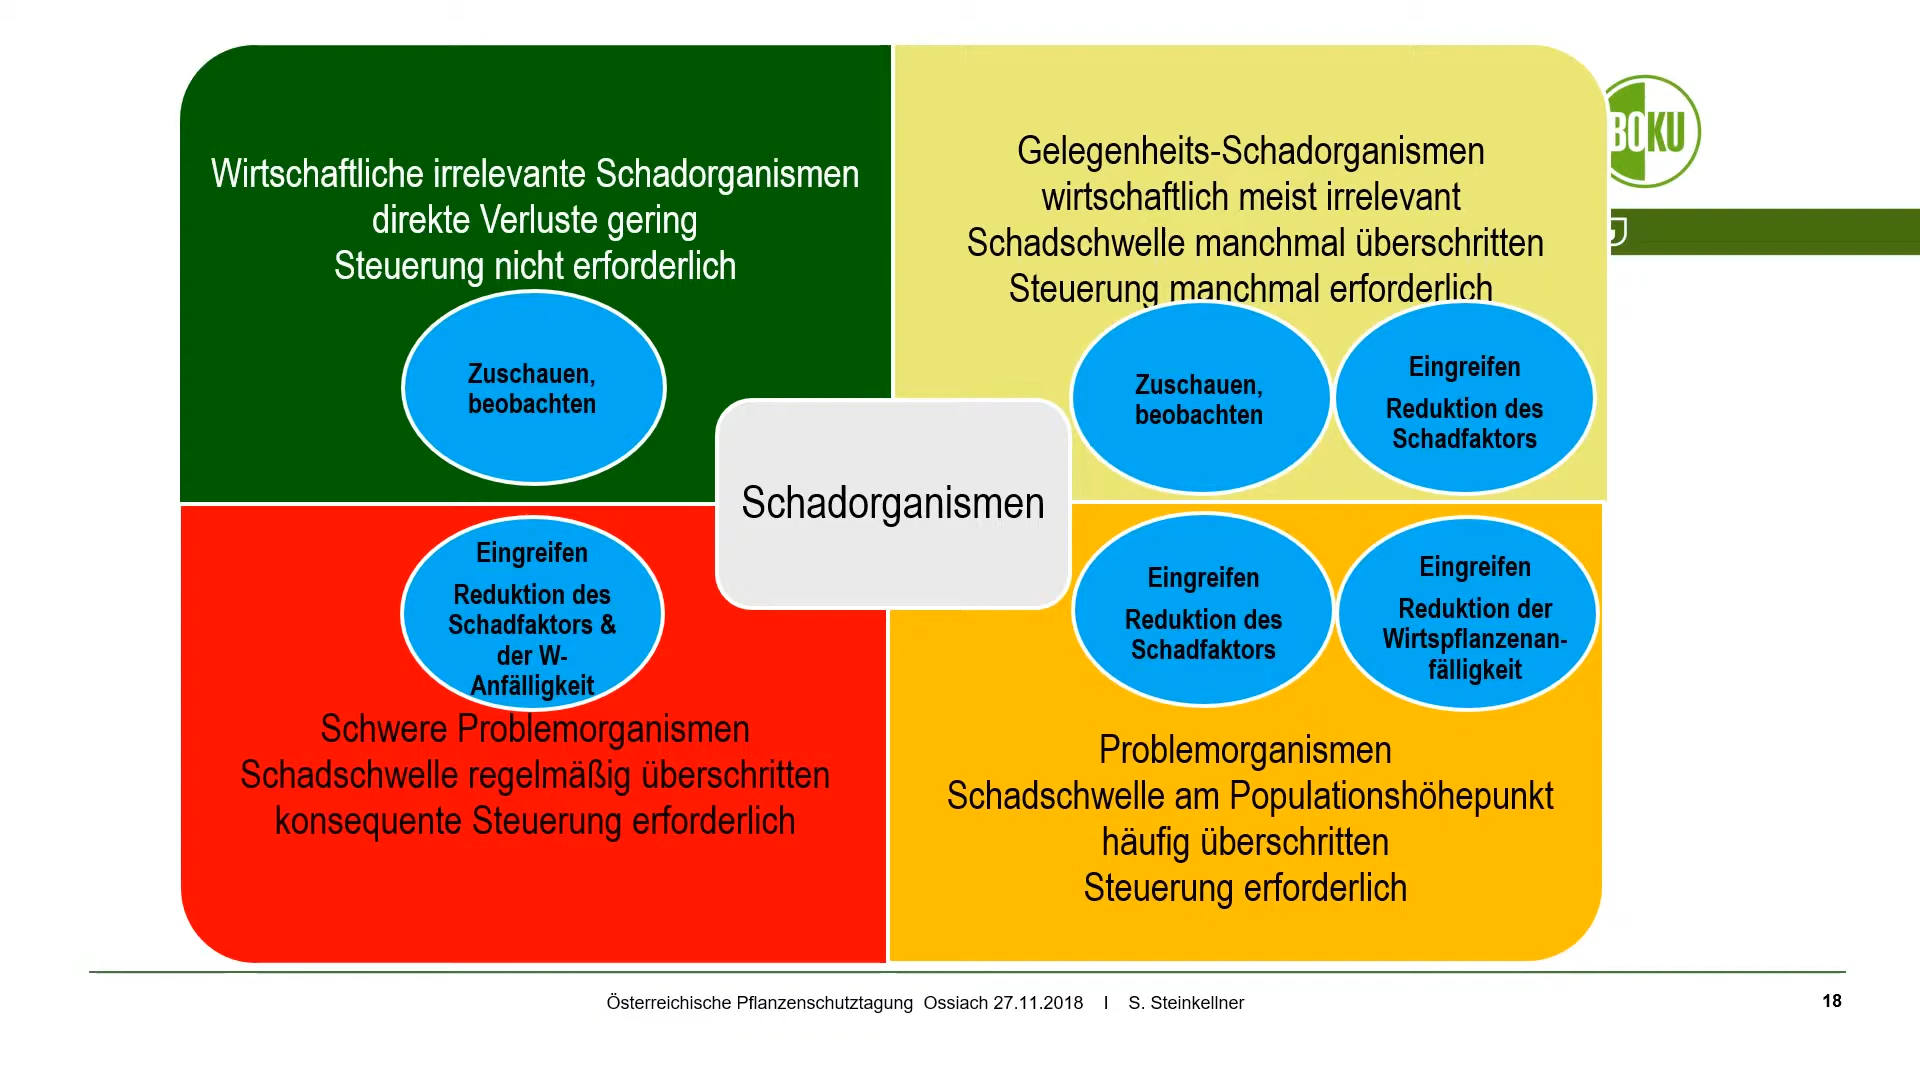 Wirtschaftliche irrelevante Schadorganismen
direkte Verluste gering
Steuerung nicht erforderlich
Zuschauen,
beobachten
Gelegenheits-Schadorganismen
wirtschaftlich meist irrelevant
Schadschwelle manchmal überschritten
Steuerung manchmal erforderlich
Zuschauen,
beobachten
Eingreifen
Reduktion des
Schadfaktors
BOKU
Schadorganismen
Eingreifen
Reduktion des
Schadfaktors &
der W-
Anfälligkeit
Schwere Problemorganismen
Schadschwelle regelmäßig überschritten
konsequente Steuerung erforderlich
Eingreifen
Reduktion des
Schadfaktors
Eingreifen
Reduktion der
Wirtspflanzenan-
fälligkeit
Problemorganismen
Schadschwelle am Populationshöhepunkt
häufig überschritten
Steuerung erforderlich
Österreichische Pflanzenschutztagung Ossiach 27.11.2018 I S. Steinkellner
18